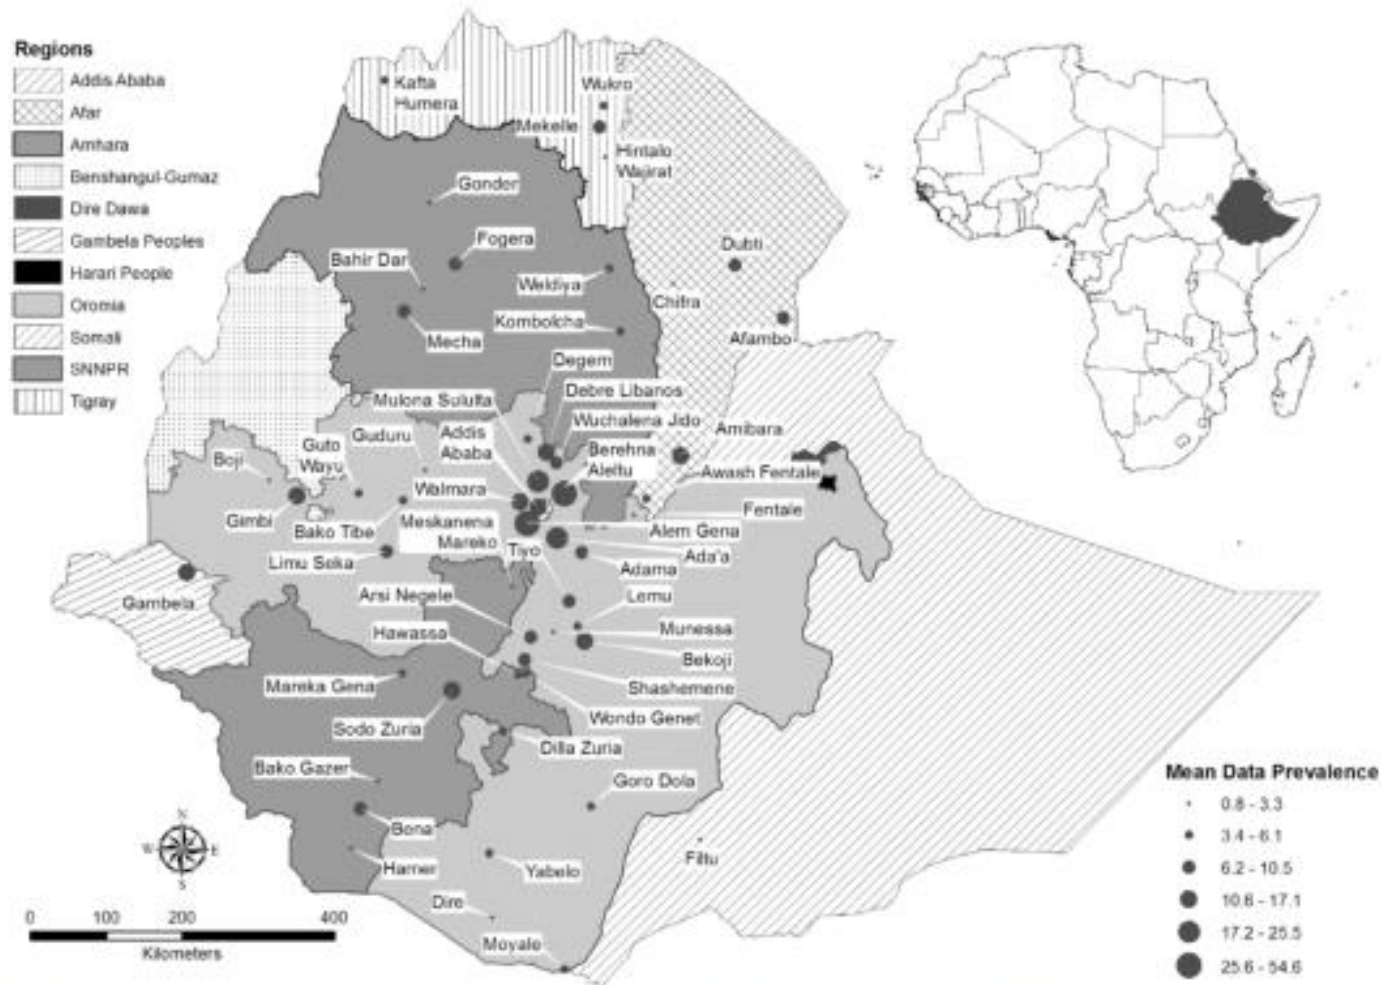 Regions
Addis Ababa
Afar
Amhara
Benshangul-Gumaz
Dire Dawa
Gambela Peoples
Harari People
Oromia
Somali
SNNPR
Tigray
Kafta
Humera
Wukro
Mekelle
Hintalo
Wajirat
Gonder
Fogera
Bahir Dar
Weldiya
Dubti
Chifra
Mecha
Kombolcha
Afambo
Degem
Debre Libanos
Mulona Sululta
Wuchalena Jido
Guduru
Addis
Ababa
Berehna
Aleltu
Amibara
Guto
Wayu
Boji
Walmara
Awash Fentale
Gimbi
Bako Tibe
Meskanena
Mareko
Fentale
Alem Gena
Tiyo
Ada'a
Limu Seka
Adama
Gambela
Arsi Negele
Lemu
Hawassa
Munessa
Bekoji
Mareka Gena
Shashemene
Sodo Zuria
Wondo Genet
Dilla Zuria
Bako Gazer
Goro Dola
Bena
Hamer
Yabelo
Filtu
Dire
Moyale
N
W
E
S
0 100 200 400
Kilometers
Mean Data Prevalence
0.8 - 3.3
3.4 - 6.1
6.2 - 10.5
10.6 - 17.1
17.2 - 25.5
25.6 - 54.6